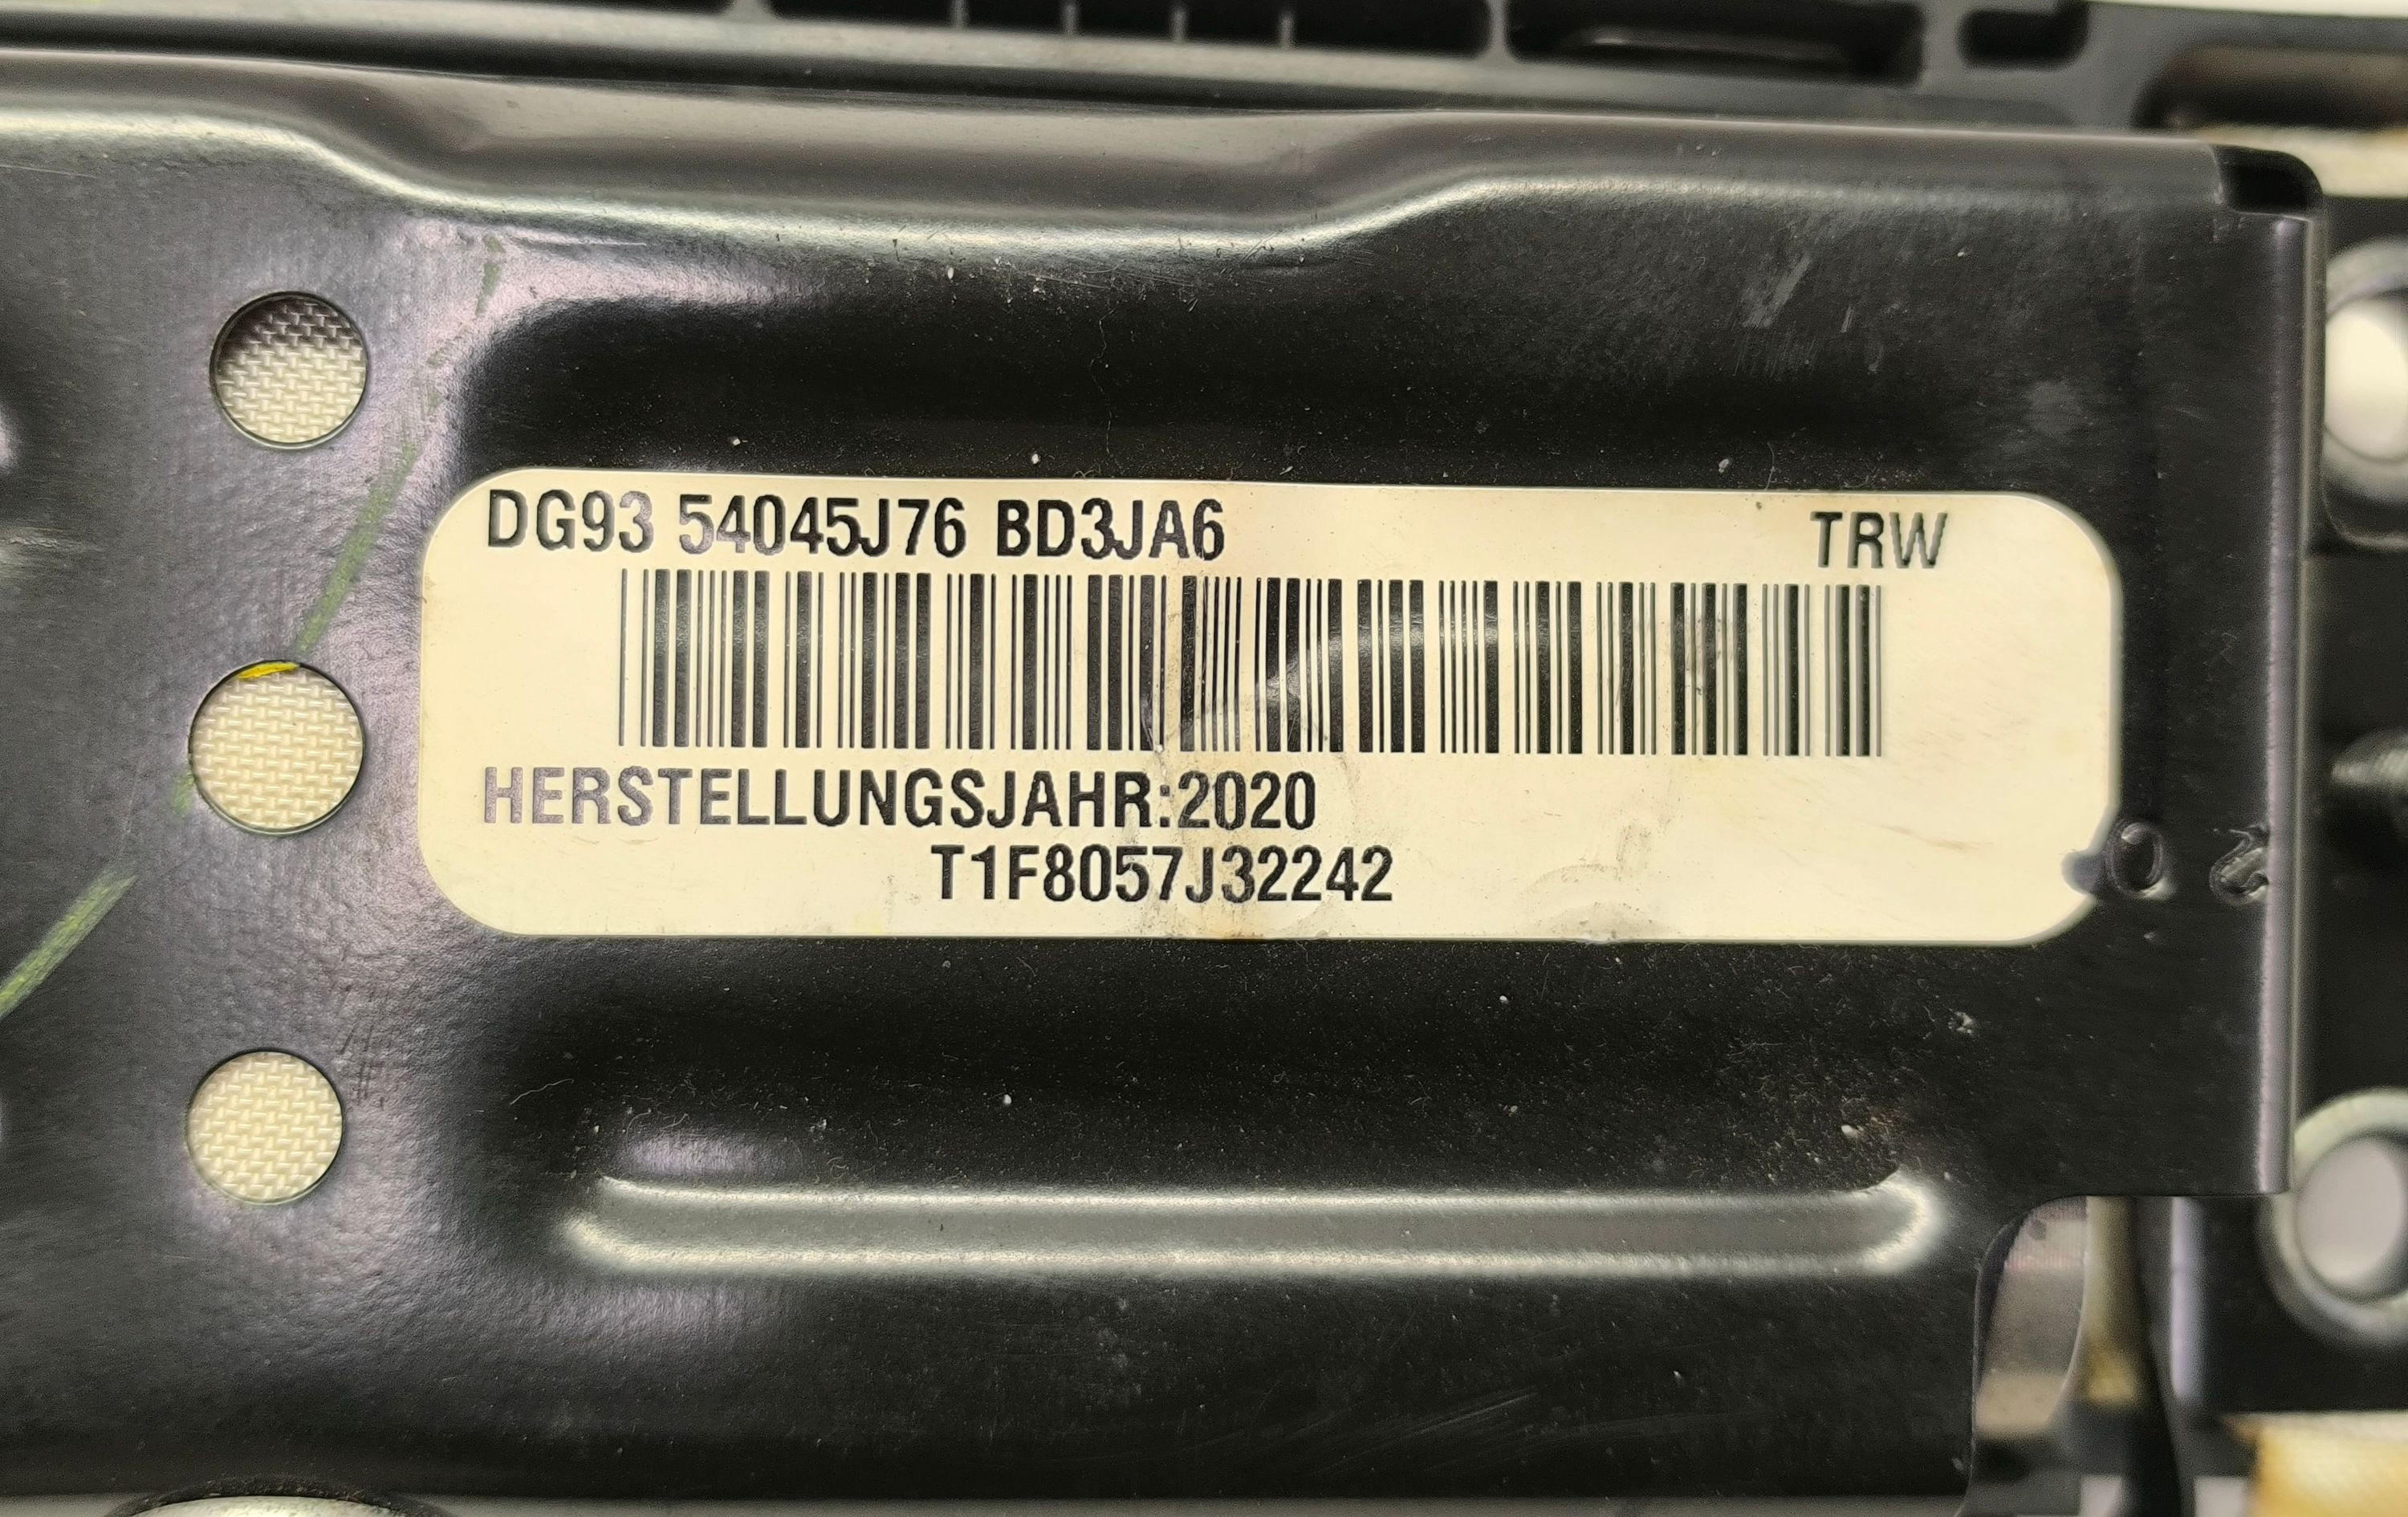 DG93 54045J76 BD3JA6 TRW
HERSTELLUNGSJAHR:2020
T1F8057J32242